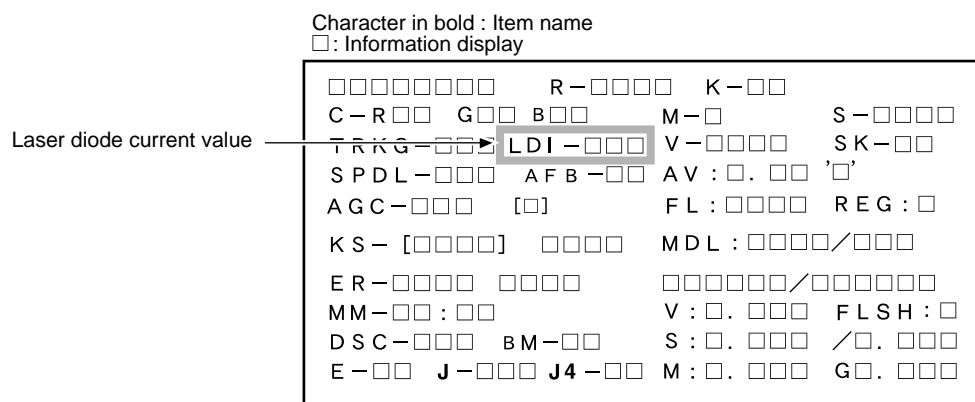 Character in bold : Item name
□ : Information display
□□□□□□□□ R－□□□□ K－□□
C－R□□ G□□ B□□ M－□ S－□□□□
Laser diode current value
TRKG－□□□ LDI－□□□ V－□□□□ SK－□□
SPDL－□□□ AFB－□□ AV：□．□□ '□'
AGC－□□□ [□] FL：□□□□ REG：□
KS－[□□□□] □□□□ MDL：□□□□／□□□
ER－□□□□ □□□□ □□□□□□／□□□□□□
MM－□□：□□ V：□．□□□ FLSH：□
DSC－□□□ BM－□□ S：□．□□□ ／□．□□□
E－□□ J－□□□ J4－□□ M：□．□□□ G□．□□□